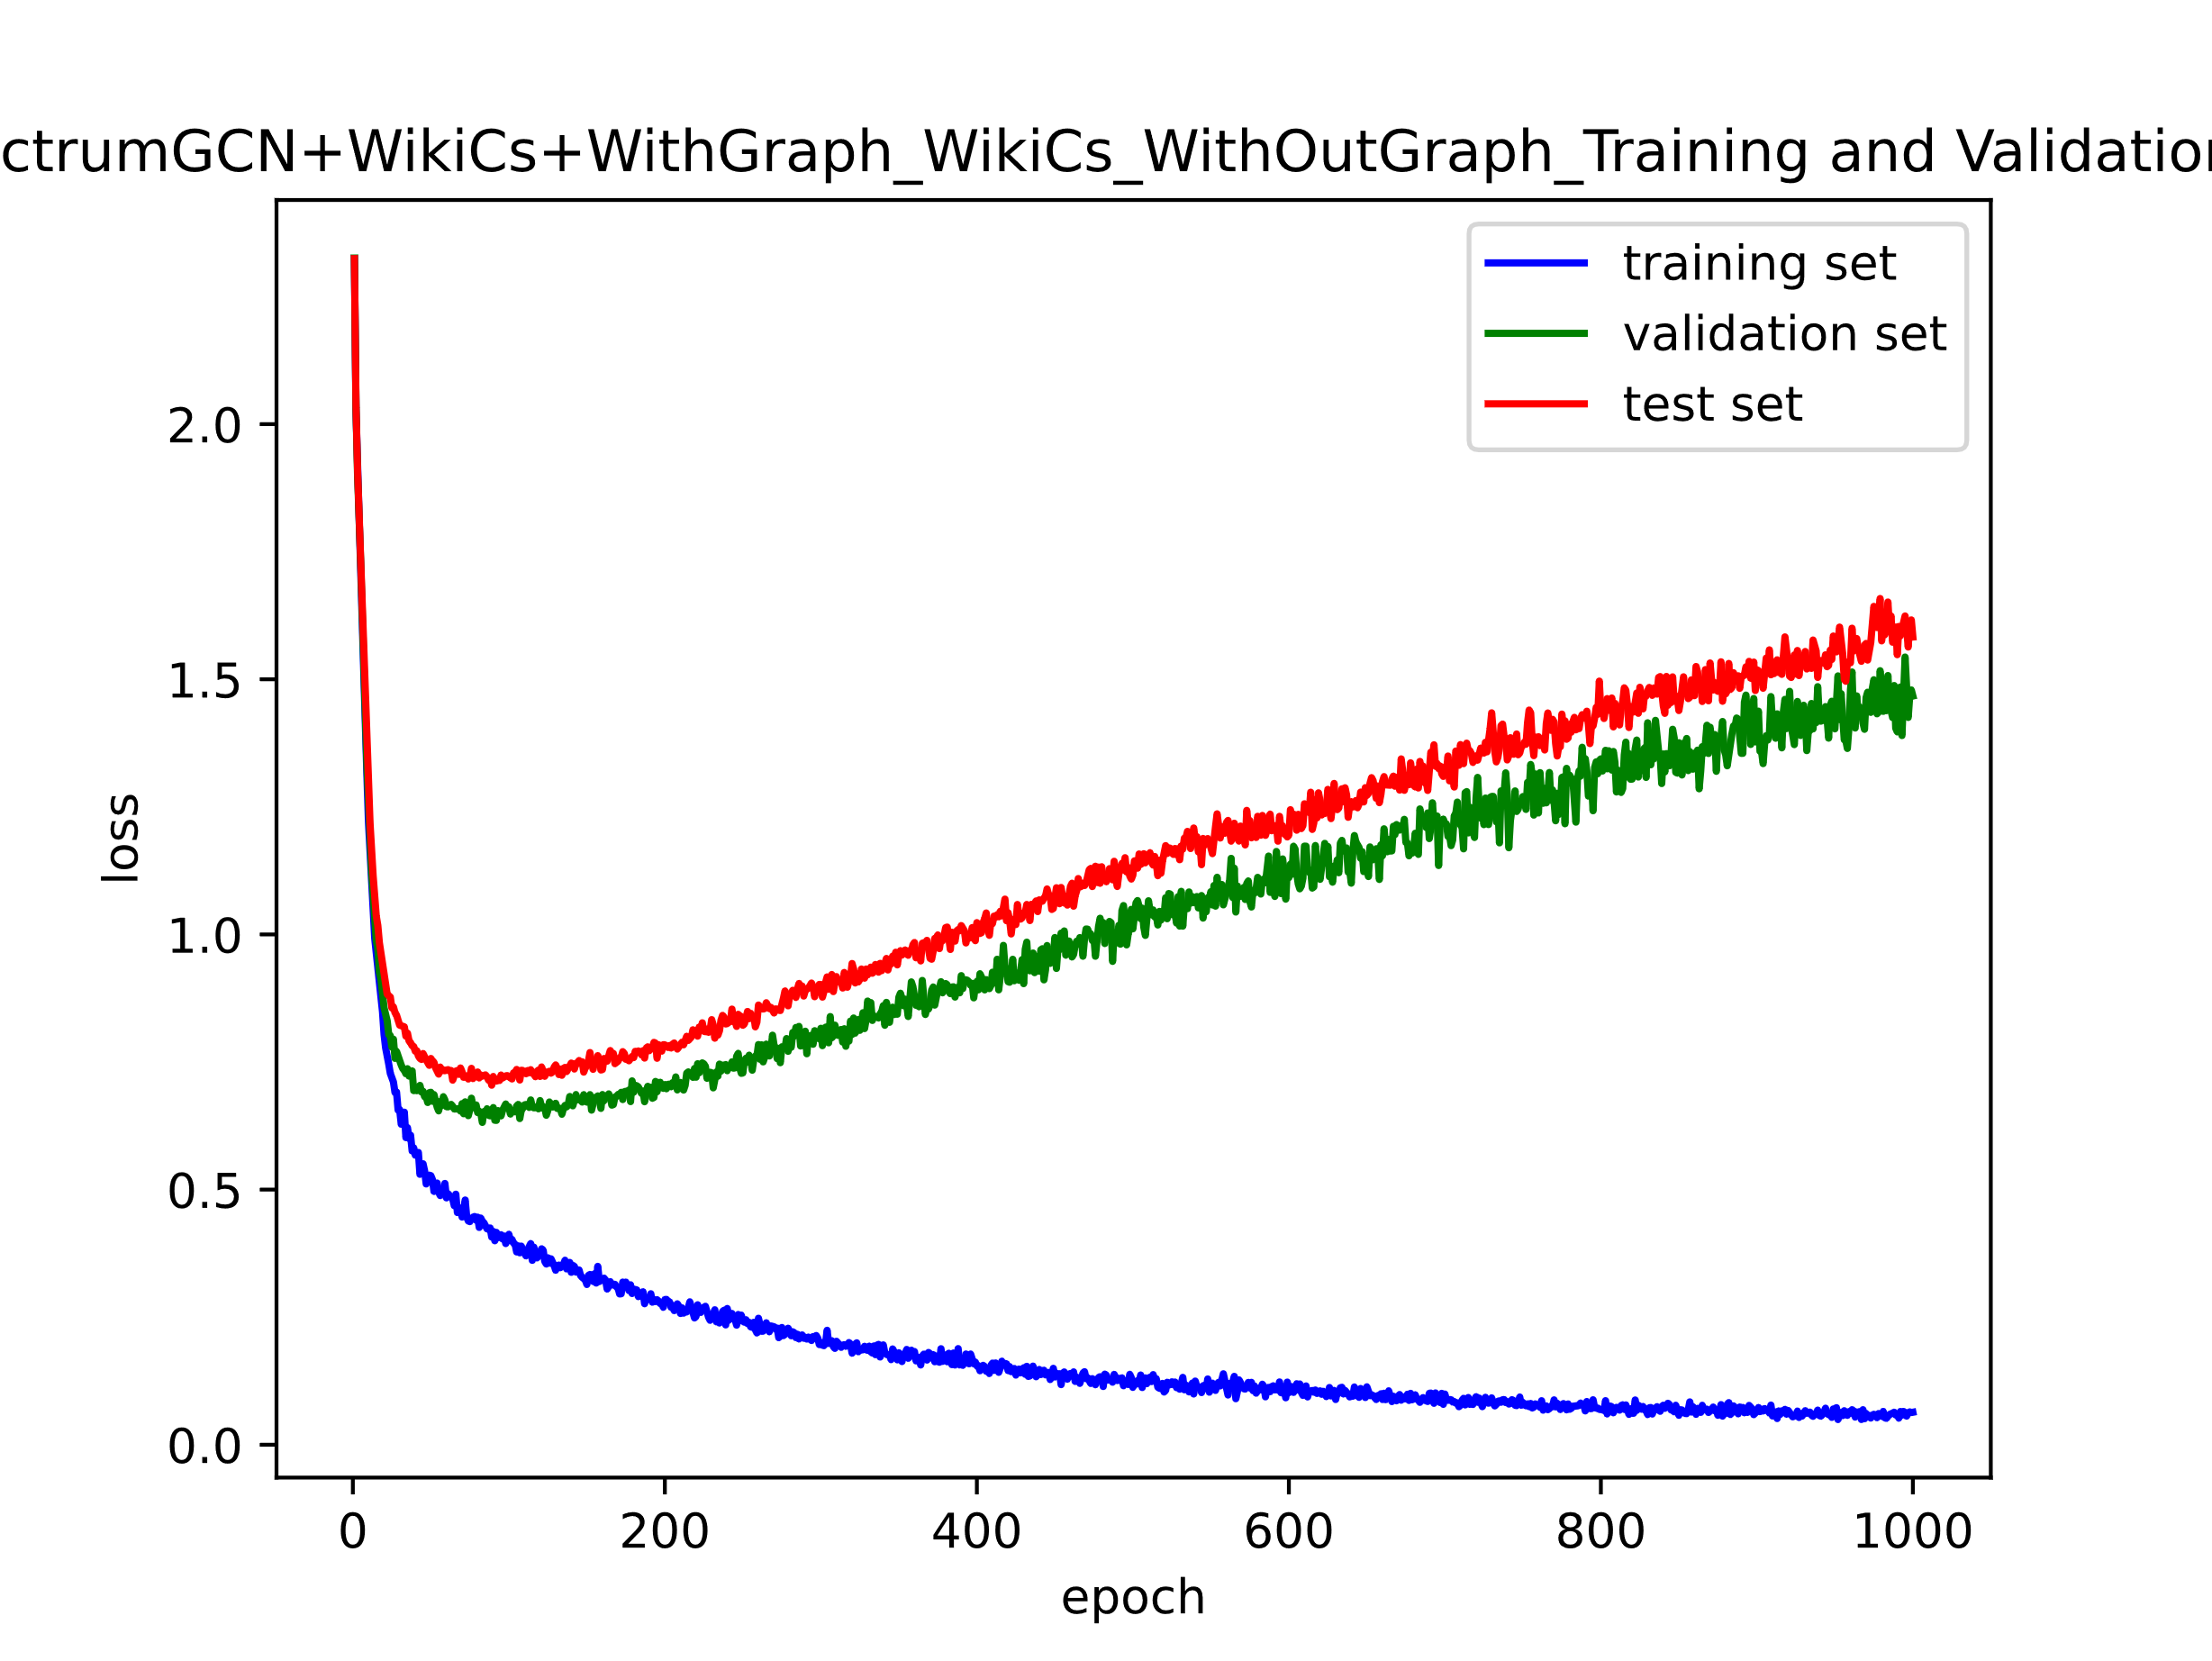 ctrumGCN+WikiCs+WithGraph_WikiCs_WithOutGraph_Training and Validation
training set
validation set
test set
2.0
1.5
1.0
0.5
0.0
loss
0
200
400
600
800
1000
epoch